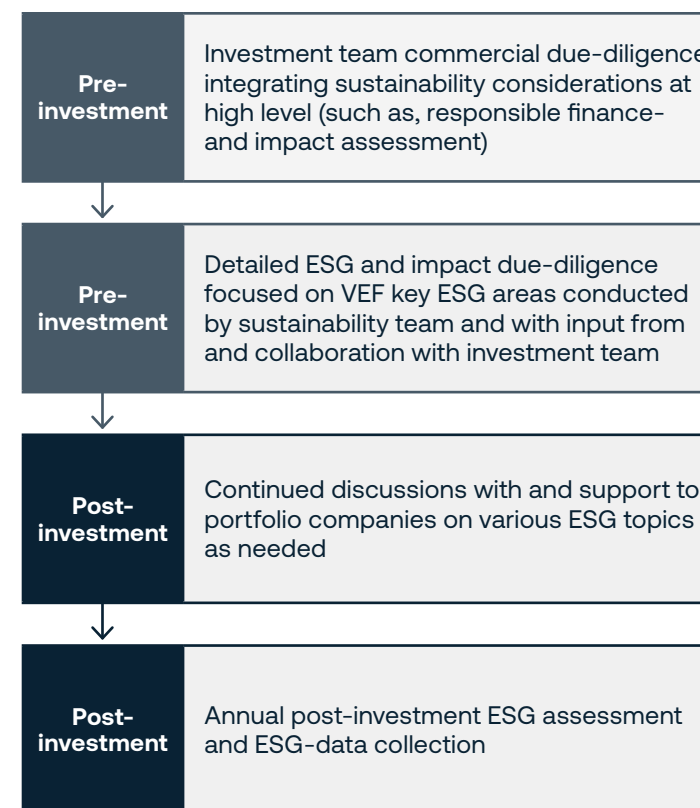 Pre-
investment
Investment team commercial due-diligence
integrating sustainability considerations at
high level (such as, responsible finance-
and impact assessment)
Pre-
investment
Detailed ESG and impact due-diligence
focused on VEF key ESG areas conducted
by sustainability team and with input from
and collaboration with investment team
Post-
investment
Continued discussions with and support to
portfolio companies on various ESG topics
as needed
Post-
investment
Annual post-investment ESG assessment
and ESG-data collection